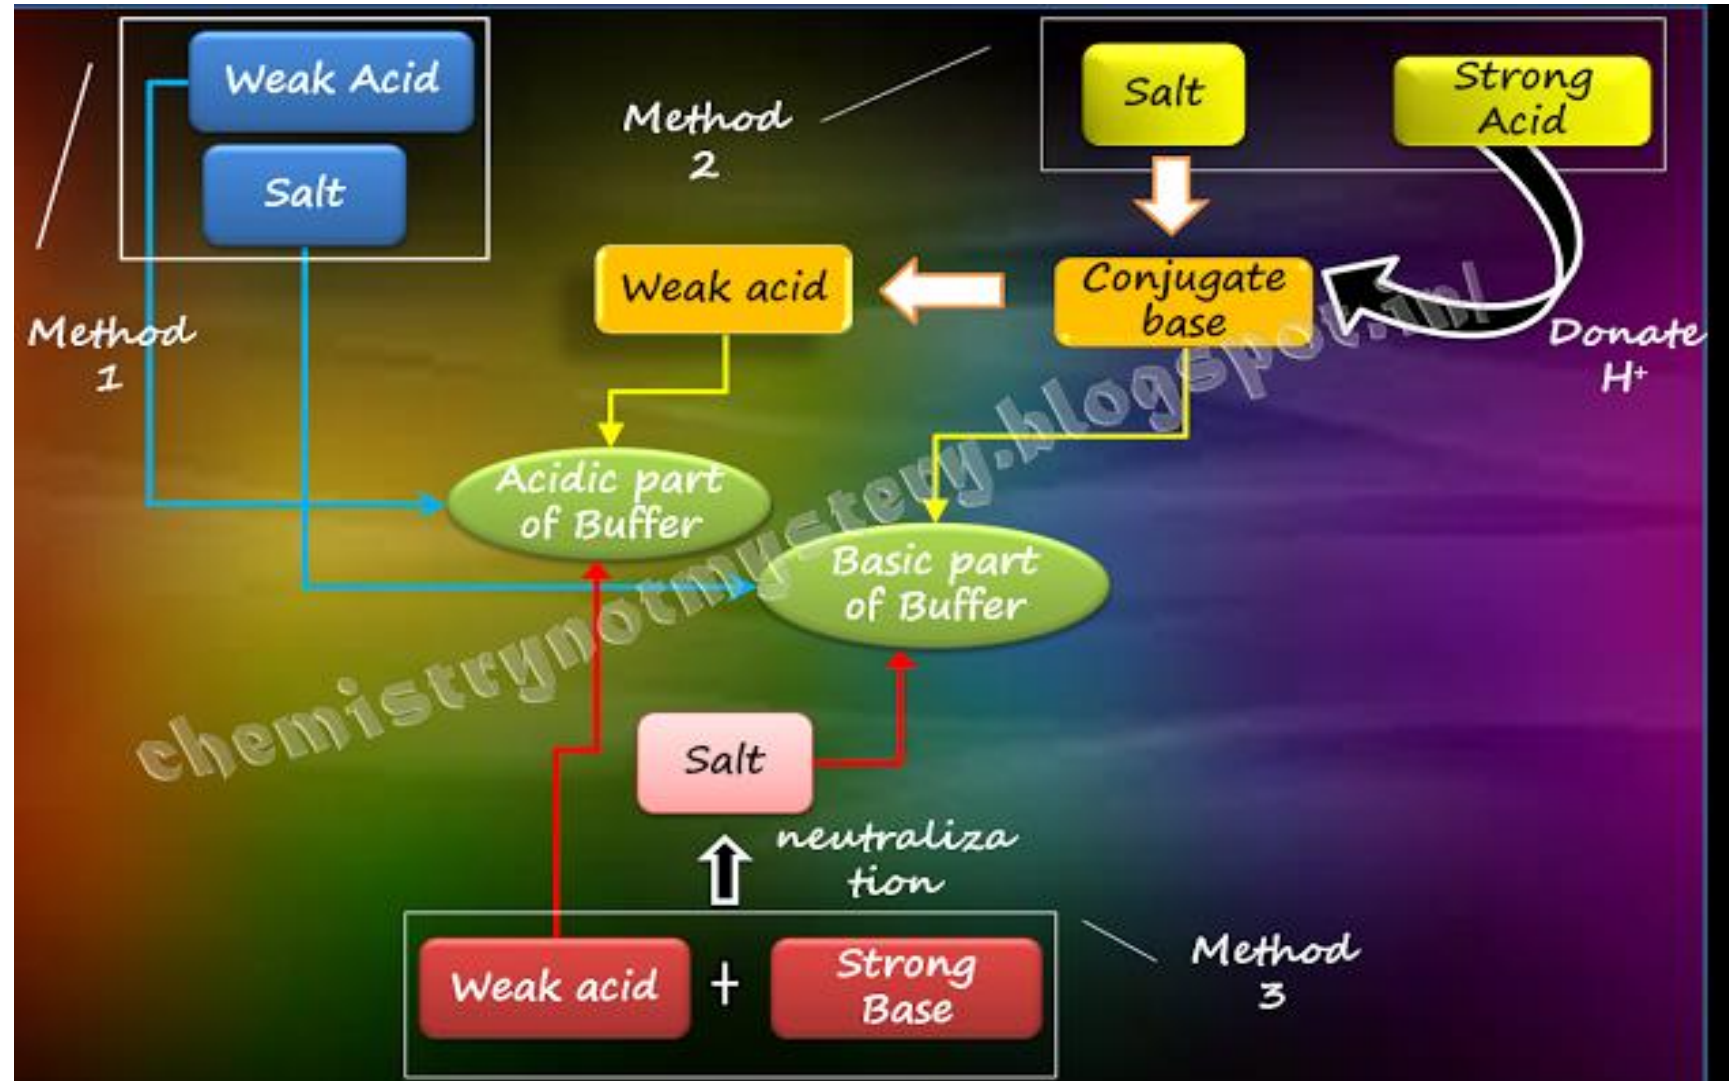 Weak Acid
Salt
Method
1
Method
2
Salt
Strong
Acid
Weak acid
Conjugate
base
Donate
H⁺
Acidic part
of Buffer
Basic part
of Buffer
chemistrynotmystery.blogspot.in/
Salt
neutraliza
tion
Weak acid
+
Strong
Base
Method
3